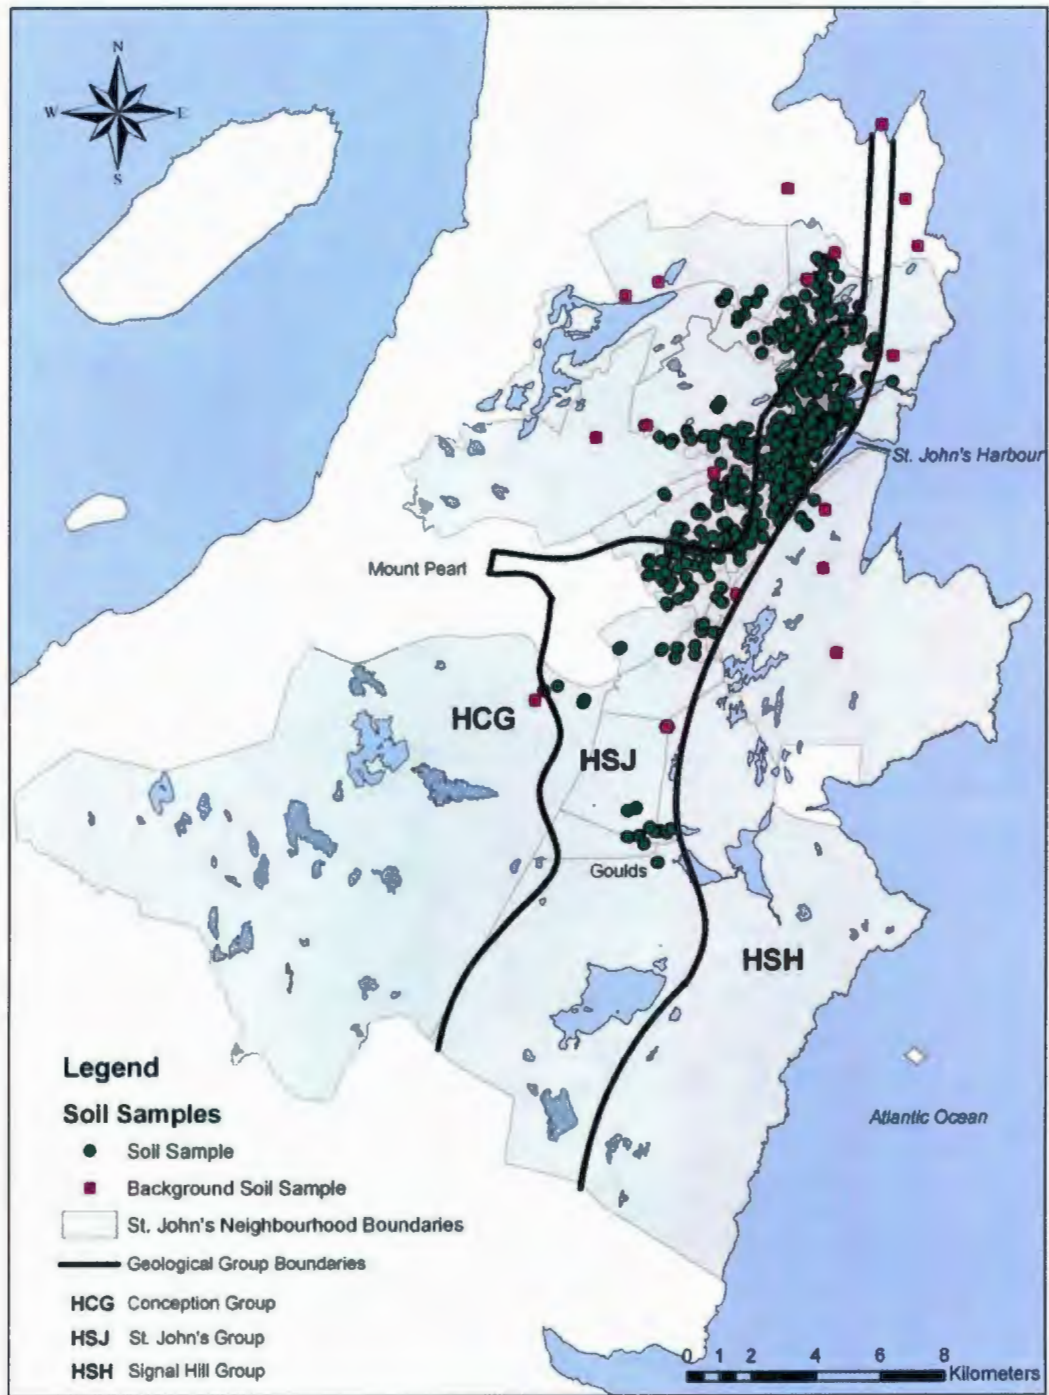 N
W E
S
St. John's Harbour
Mount Pearl
HCG
HSJ
Goulds
HSH
Legend
Soil Samples
Soil Sample
Atlantic Ocean
Background Soil Sample
St. John's Neighbourhood Boundaries
Geological Group Boundaries
HCG Conception Group
HSJ St. John's Group
HSH Signal Hill Group
0 1 2 4 6 8
Kilometers